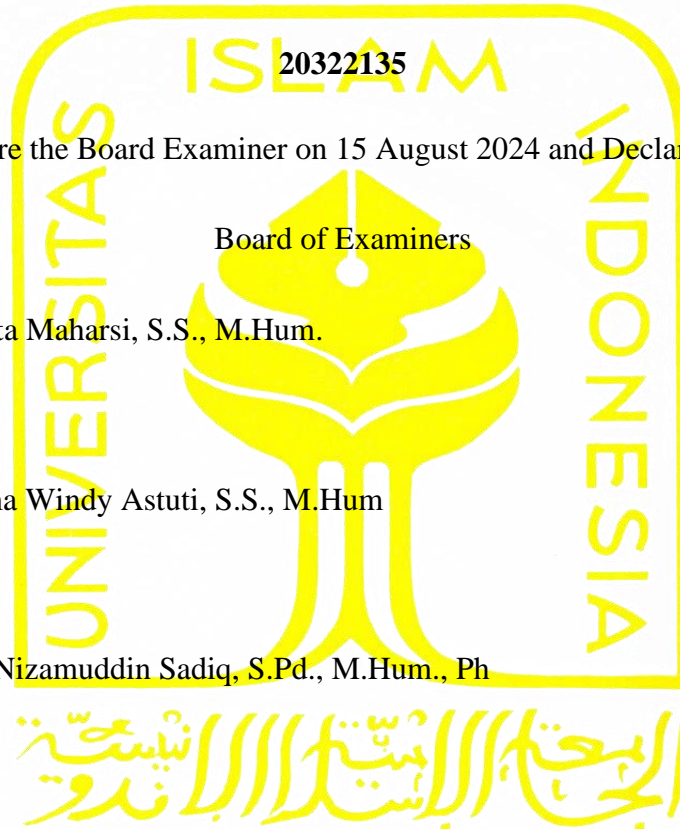 ISLAM
20322135
re the Board Examiner on 15 August 2024 and Declar
Board of Examiners
ta Maharsi, S.S., M.Hum.
na Windy Astuti, S.S., M.Hum
Nizamuddin Sadiq, S.Pd., M.Hum., Ph
UNIVERSITAS
INDONESIA